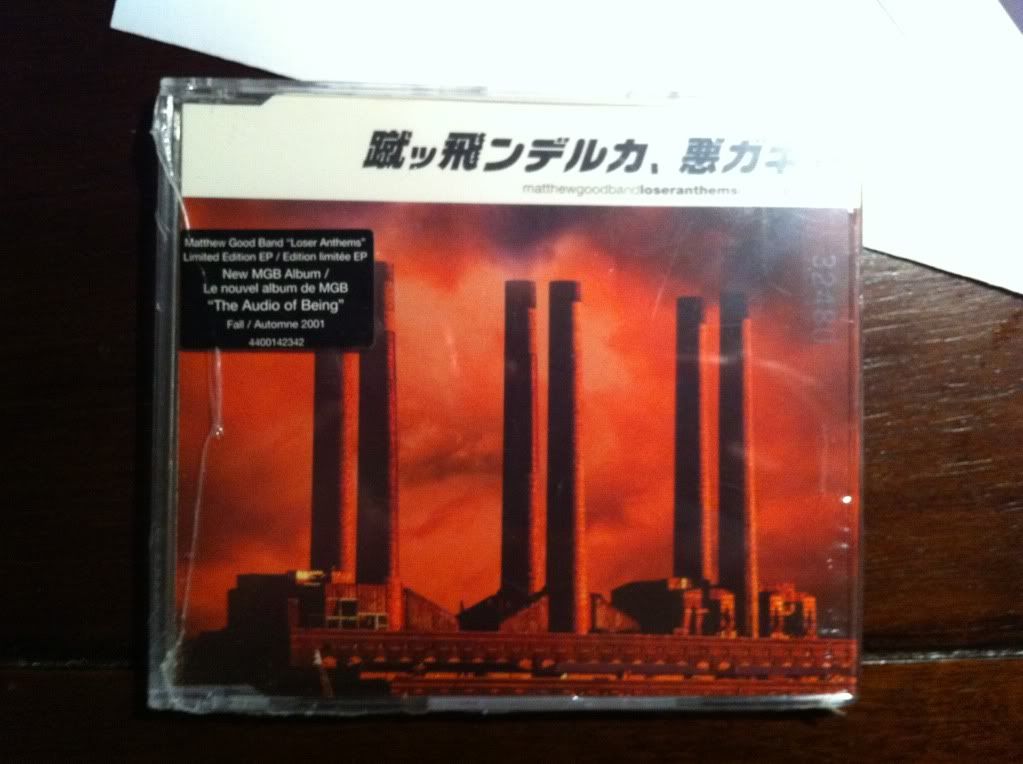 蹴ッ飛ンデルカ、悪ガキ
matthewgoodbandloseranthems
Matthew Good Band "Loser Anthems"
Limited Edition EP / Edition limitée EP
New MGB Album /
Le nouvel album de MGB
"The Audio of Being"
Fall / Automne 2001
4400142342